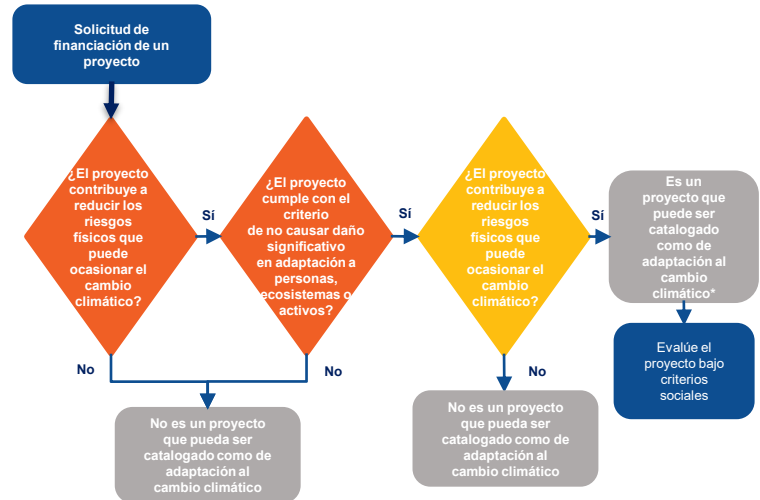 Solicitud de
financiación de un
proyecto
¿El proyecto
contribuye a
reducir los
riesgos
físicos que
puede
ocasionar el
cambio
climático?
Sí
¿El proyecto
cumple con el
criterio
de no causar daño
significativo
en adaptación a
personas,
ecosistemas o
activos?
Sí
¿El proyecto
contribuye a
reducir los
riesgos
físicos que
puede
ocasionar el
cambio
climático?
Sí
Es un
proyecto que
puede ser
catalogado
como de
adaptación al
cambio
climático*
Evalúe el
proyecto bajo
criterios
sociales
No
No
No
No es un proyecto
que pueda ser
catalogado como de
adaptación al
cambio climático
No es un proyecto
que pueda ser
catalogado como de
adaptación al
cambio climático